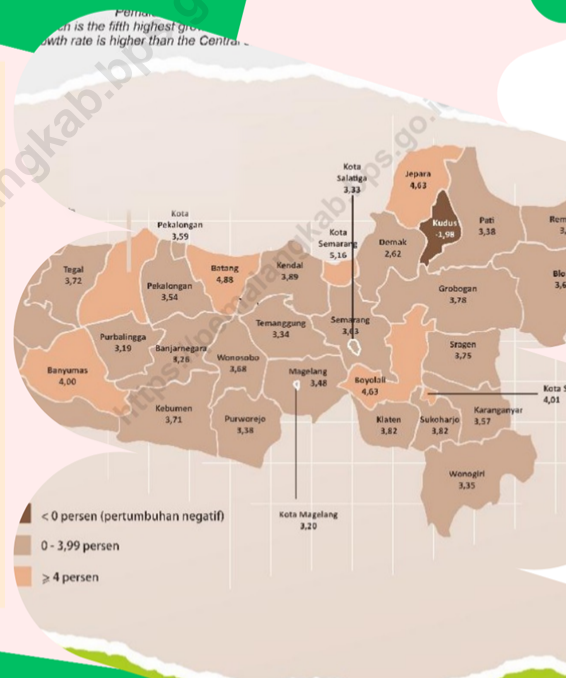 is the fifth highest
rate is higher than the Central
Kota
Salatiga
3,33
Jepara
4,63
Kota
Pekalongan
3,59
Kudus
-1,98
Pati
3,38
Kota
Semarang
5,16
Demak
2,62
Tegal
3,72
Batang
4,88
Kendal
3,89
Pekalongan
3,54
Grobogan
3,78
Temanggung
3,34
Semarang
Purbalingga
3,19
Banjarnegara
Wonosobo
3,68
Sragen
3,75
Banyumas
4,00
Magelang
3,48
Boyolali
4,63
Kota
4,01
Kebumen
3,71
Purworejo
3,38
Klaten
3,82
Sukoharjo
3,82
Karanganyar
3,57
Wonogiri
3,35
Kota Magelang
3,20
< 0 persen (pertumbuhan negatif)
0 - 3,99 persen
⩾ 4 persen